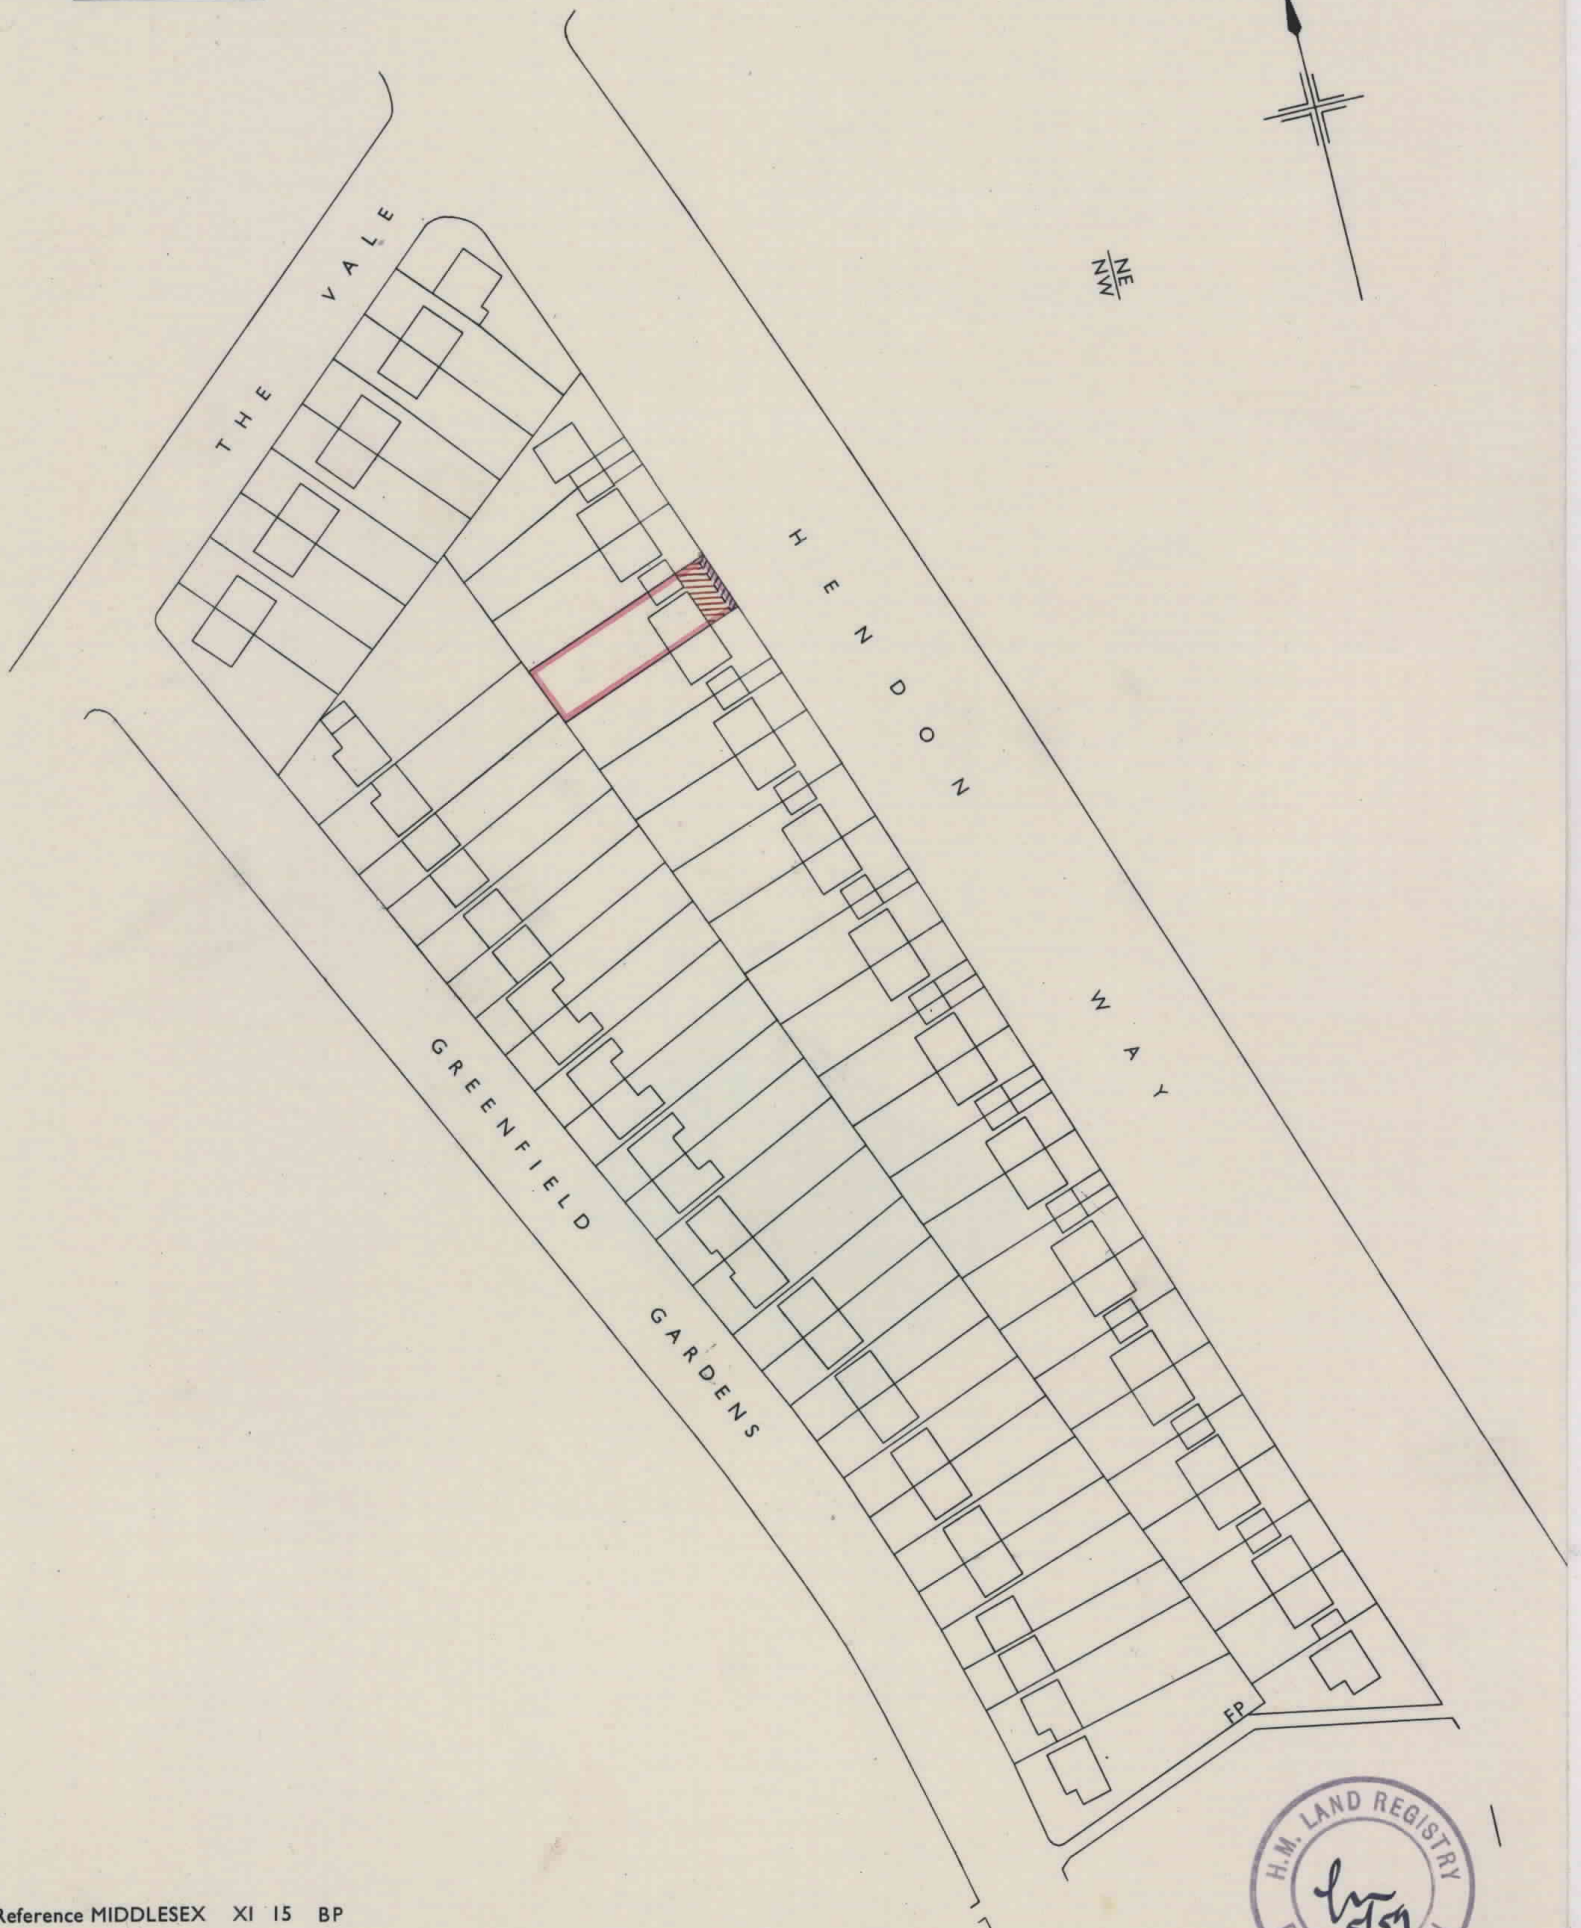 THE VALE
NE
NW
HENDON WAY
GREENFIELD GARDENS
FP
H.M. LAND REGISTRY
Reference MIDDLESEX XI 15 BP